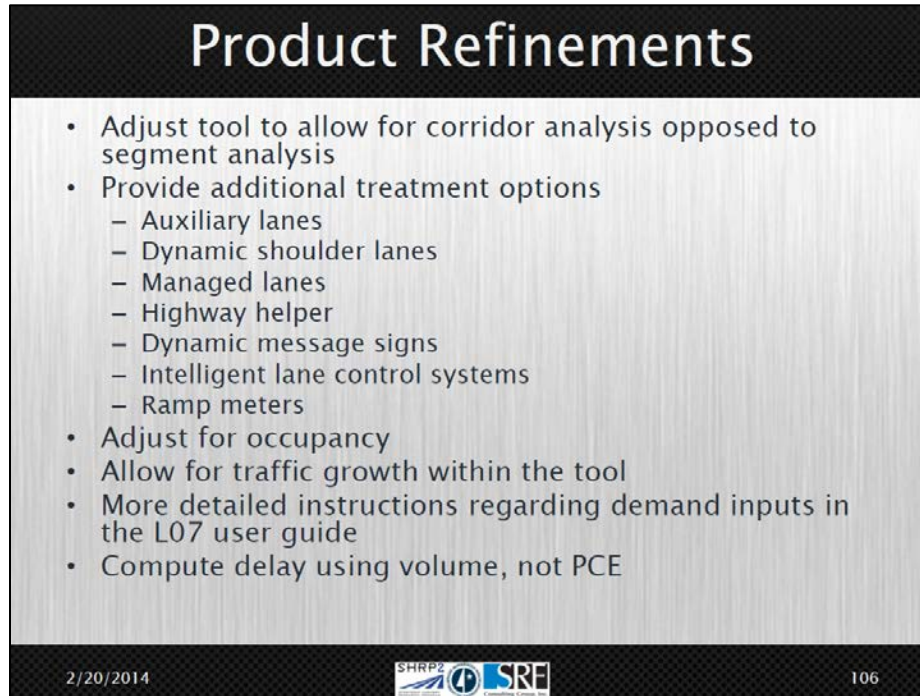 Product Refinements
• Adjust tool to allow for corridor analysis opposed to
segment analysis
• Provide additional treatment options
– Auxiliary lanes
– Dynamic shoulder lanes
– Managed lanes
– Highway helper
– Dynamic message signs
– Intelligent lane control systems
– Ramp meters
• Adjust for occupancy
• Allow for traffic growth within the tool
• More detailed instructions regarding demand inputs in
the L07 user guide
• Compute delay using volume, not PCE
2/20/2014
SHRP2
SRF
Consulting Group, Inc.
106